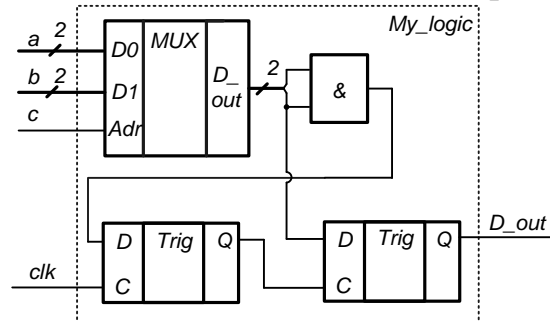 My_logic
a 2
D0 MUX
b 2
D1
D_
out
2
&
c
Adr
D Trig Q
clk
C
D Trig Q
C
D_out